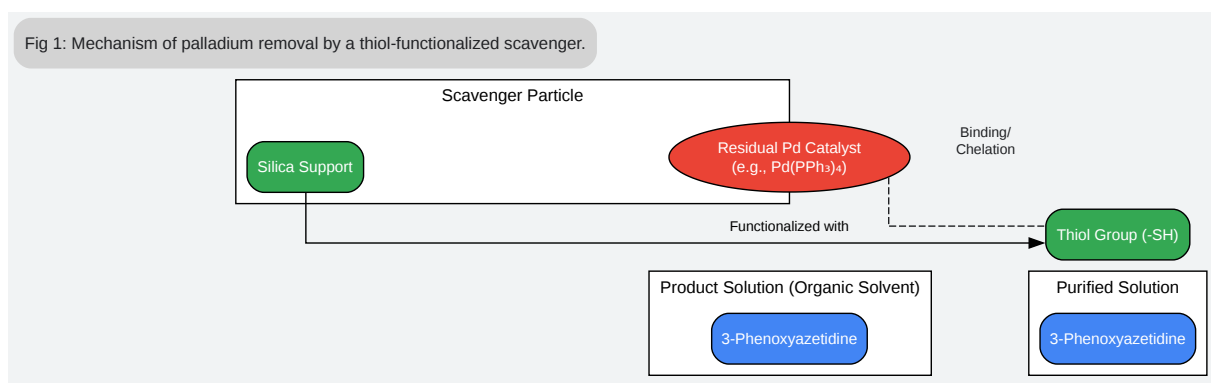 Fig 1: Mechanism of palladium removal by a thiol-functionalized scavenger.
Scavenger Particle
Silica Support
Residual Pd Catalyst
(e.g., Pd(PPh₃)₄)
Binding/
Chelation
Functionalized with
Thiol Group (-SH)
Product Solution (Organic Solvent)
3-Phenoxyazetidine
Purified Solution
3-Phenoxyazetidine